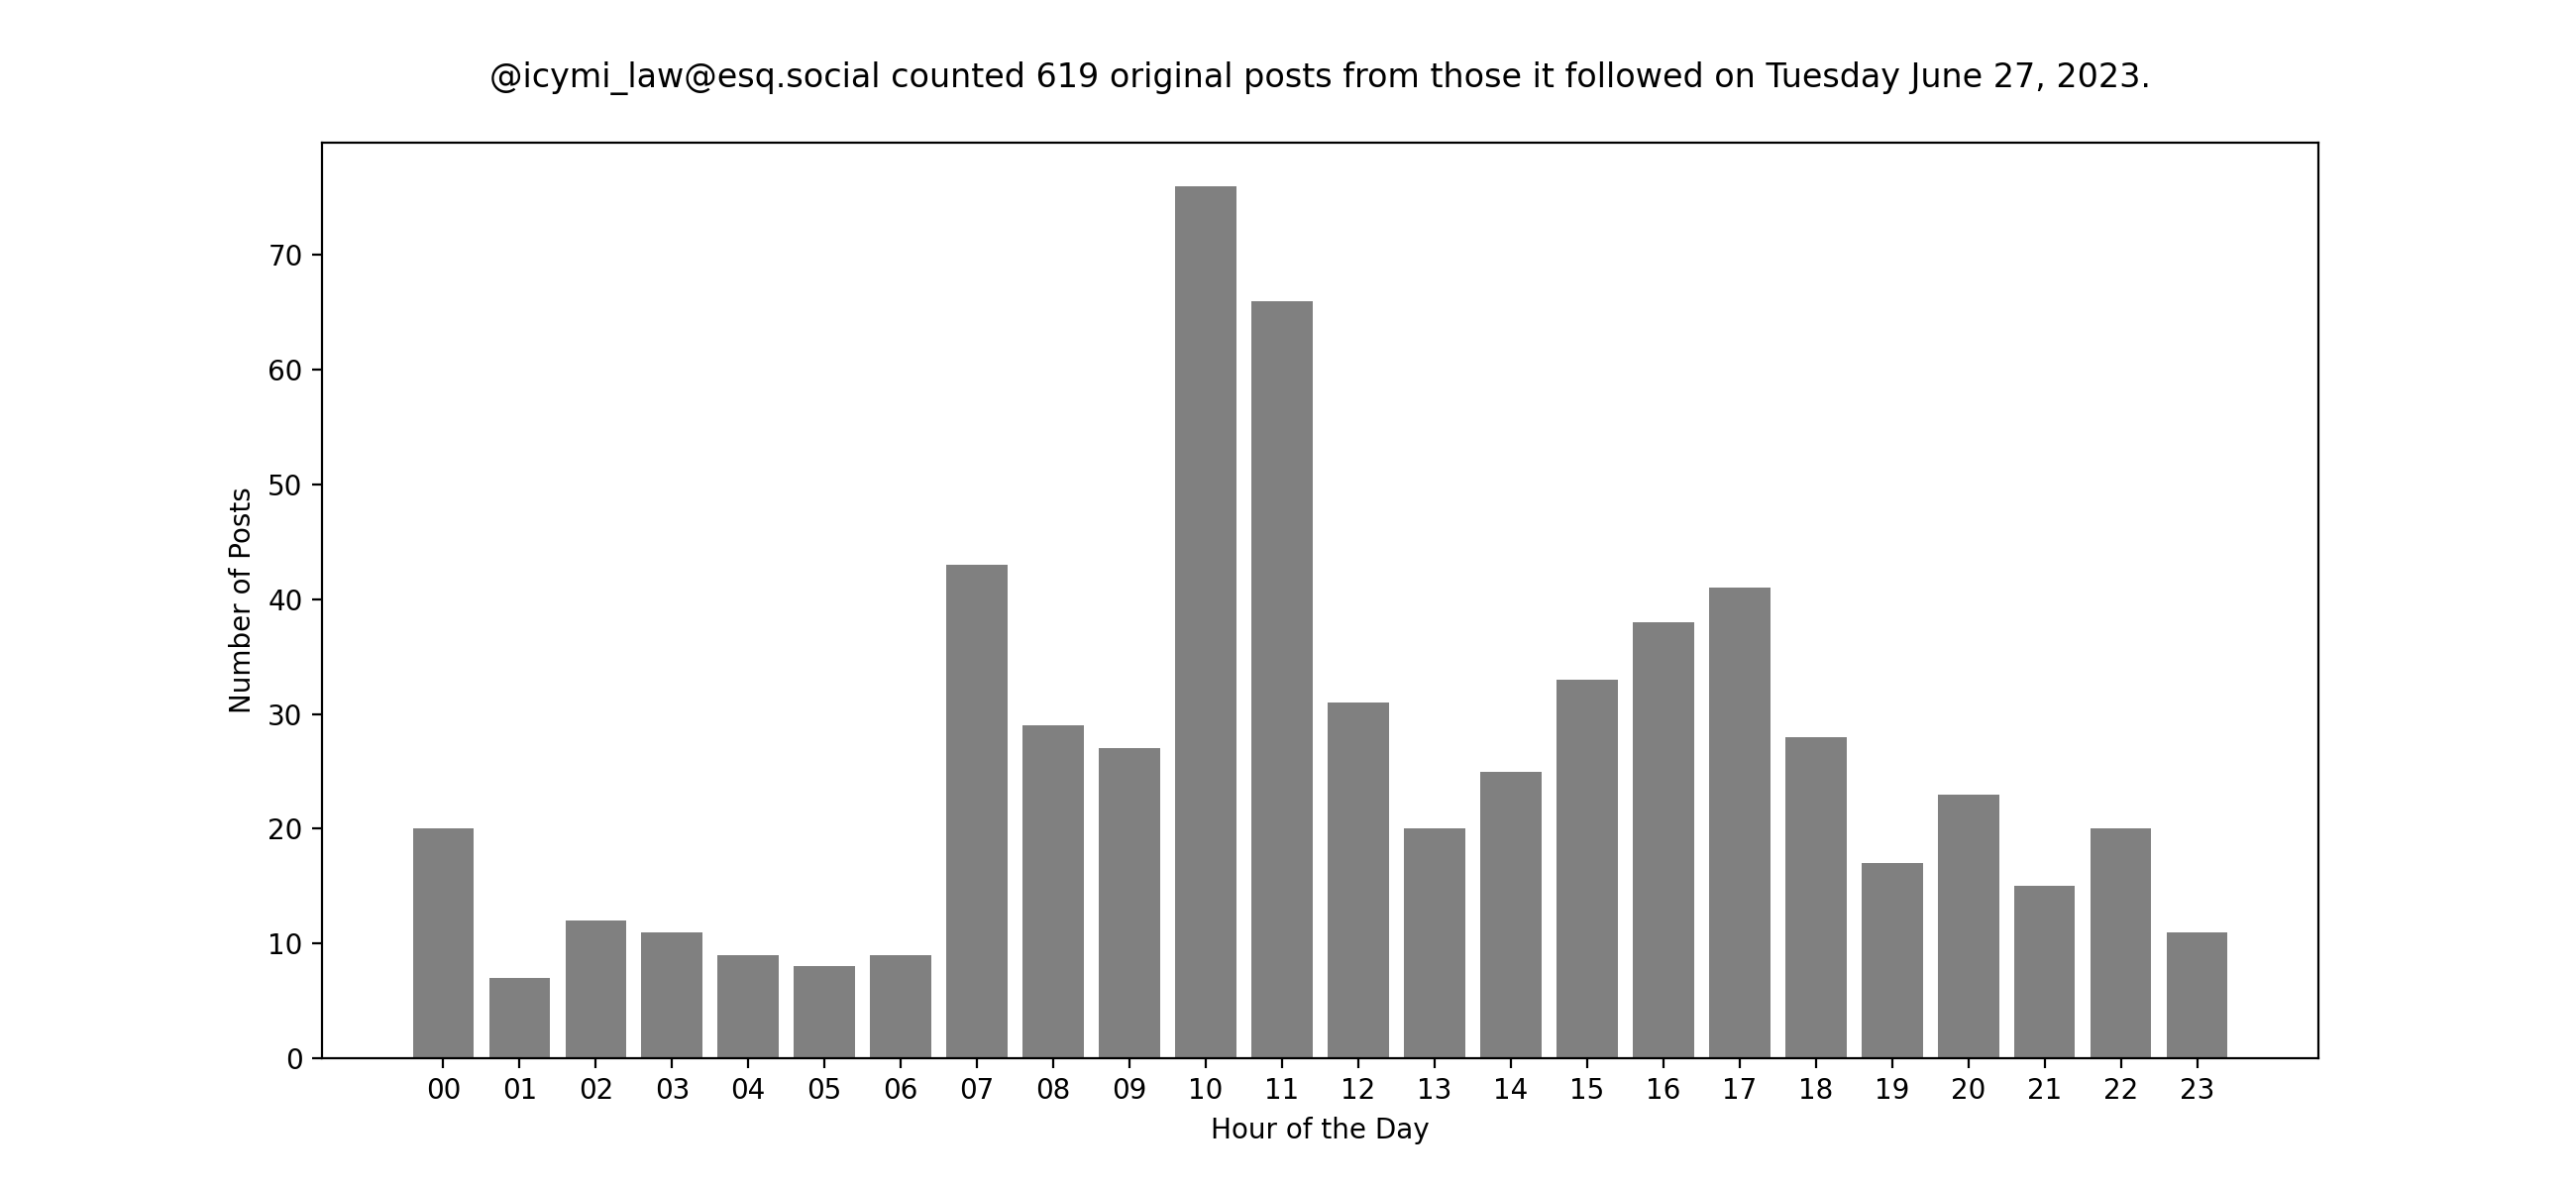 @icymi_law@esq.social counted 619 original posts from those it followed on Tuesday June 27, 2023.
70
60
50
40
30
20
10
0
Number of Posts
00 01 02 03 04 05 06 07 08 09 10 11 12 13 14 15 16 17 18 19 20 21 22 23
Hour of the Day